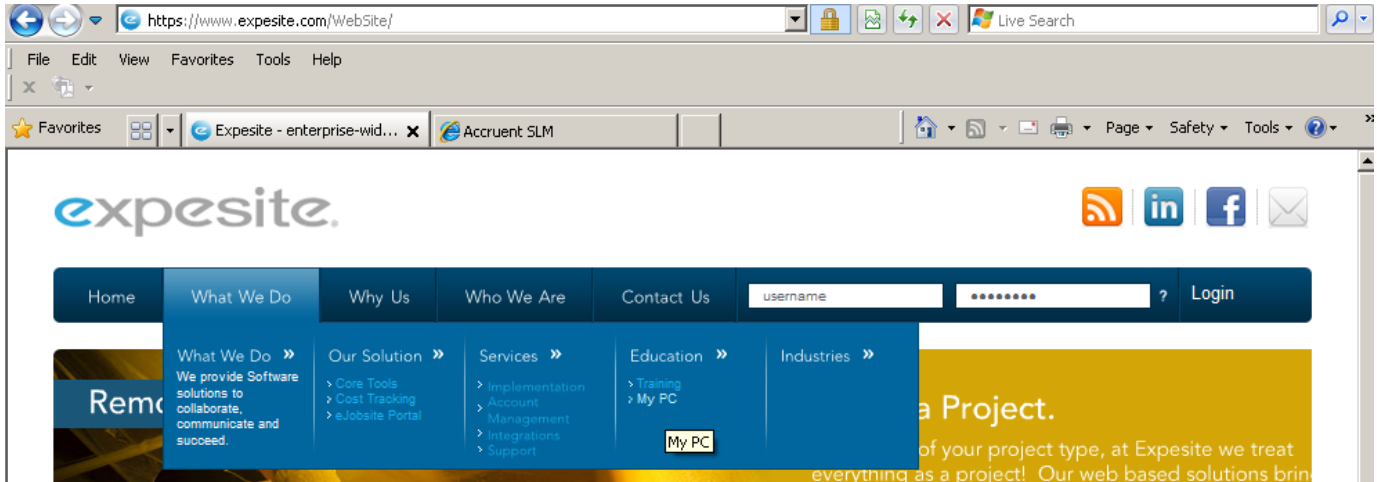 https://www.expesite.com/WebSite/
Live Search
File Edit View Favorites Tools Help
Favorites
Expesite - enterprise-wid...
Accruent SLM
Page Safety Tools
expesite.
in f
Home What We Do Why Us Who We Are Contact Us username ? Login
What We Do » Our Solution » Services » Education » Industries »
We provide Software
solutions to
collaborate,
communicate and
succeed.
Core Tools
Cost Tracking
eJobsite Portal
Implementation
Account
Management
Integrations
Support
Training
My PC
My PC
Remo
a Project.
of your project type, at Expesite we treat
everything as a project! Our web based solutions bring